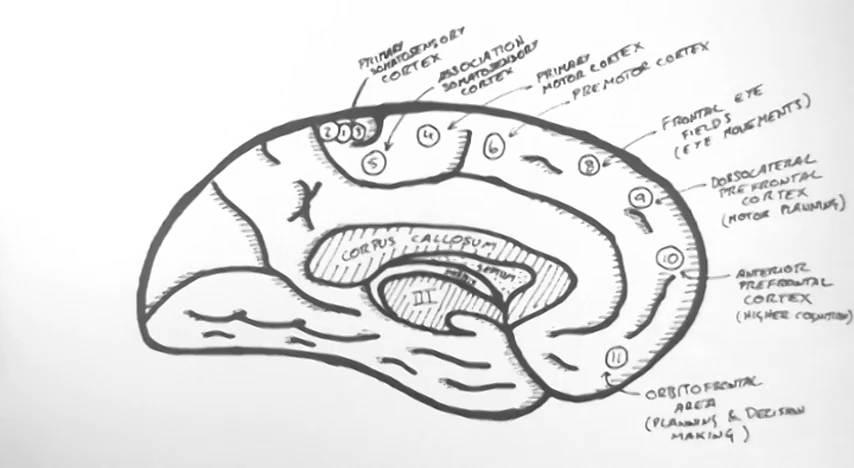 PRIMARY
SOMATOSENSORY
CORTEX
ASSOCIATION
SOMATOSENSORY
CORTEX
PRIMARY
MOTOR CORTEX
PREMOTOR CORTEX
FRONTAL EYE
FIELDS
(EYE MOVEMENTS)
DORSOLATERAL
PREFRONTAL
CORTEX
(MOTOR PLANNING)
ANTERIOR
PREFRONTAL
CORTEX
(HIGHER COGNITION)
ORBITOFRONTAL
AREA
(PLANNING & DECISION
MAKING)
2 1 3
5
4
6
8
9
10
11
CORPUS CALLOSUM
III